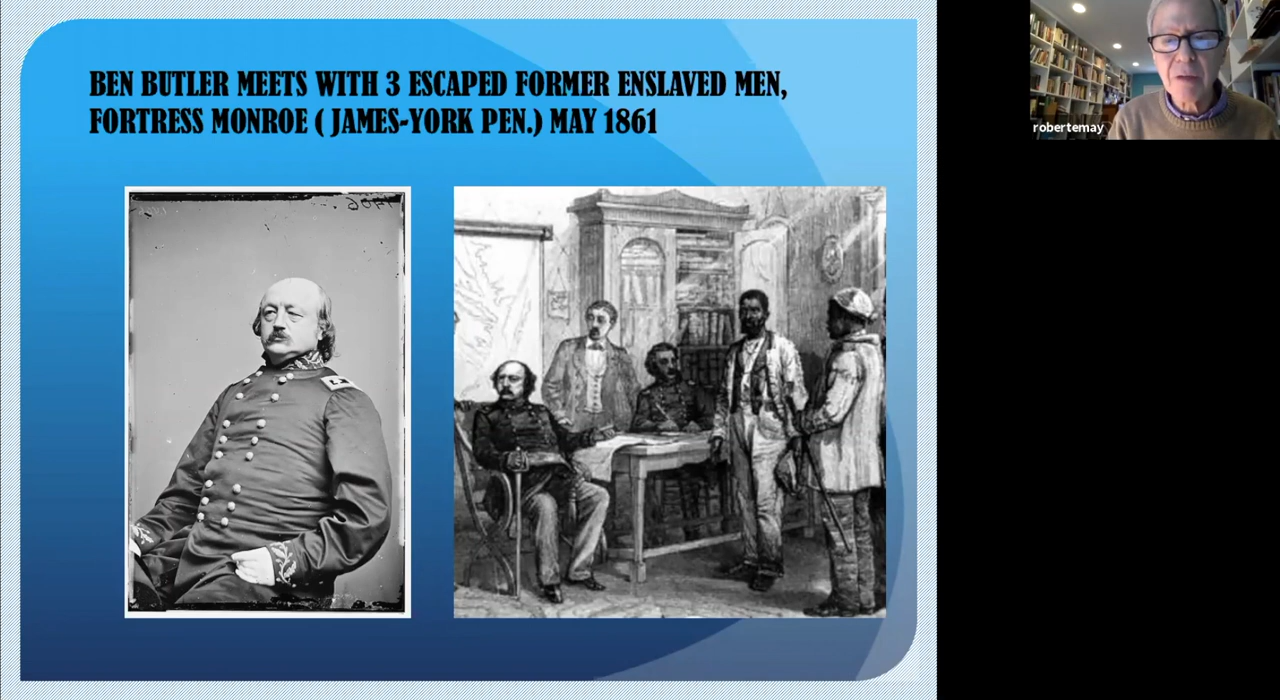 BEN BUTLER MEETS WITH 3 ESCAPED FORMER ENSLAVED MEN,
FORTRESS MONROE ( JAMES-YORK PEN.) MAY 1861
robertemay